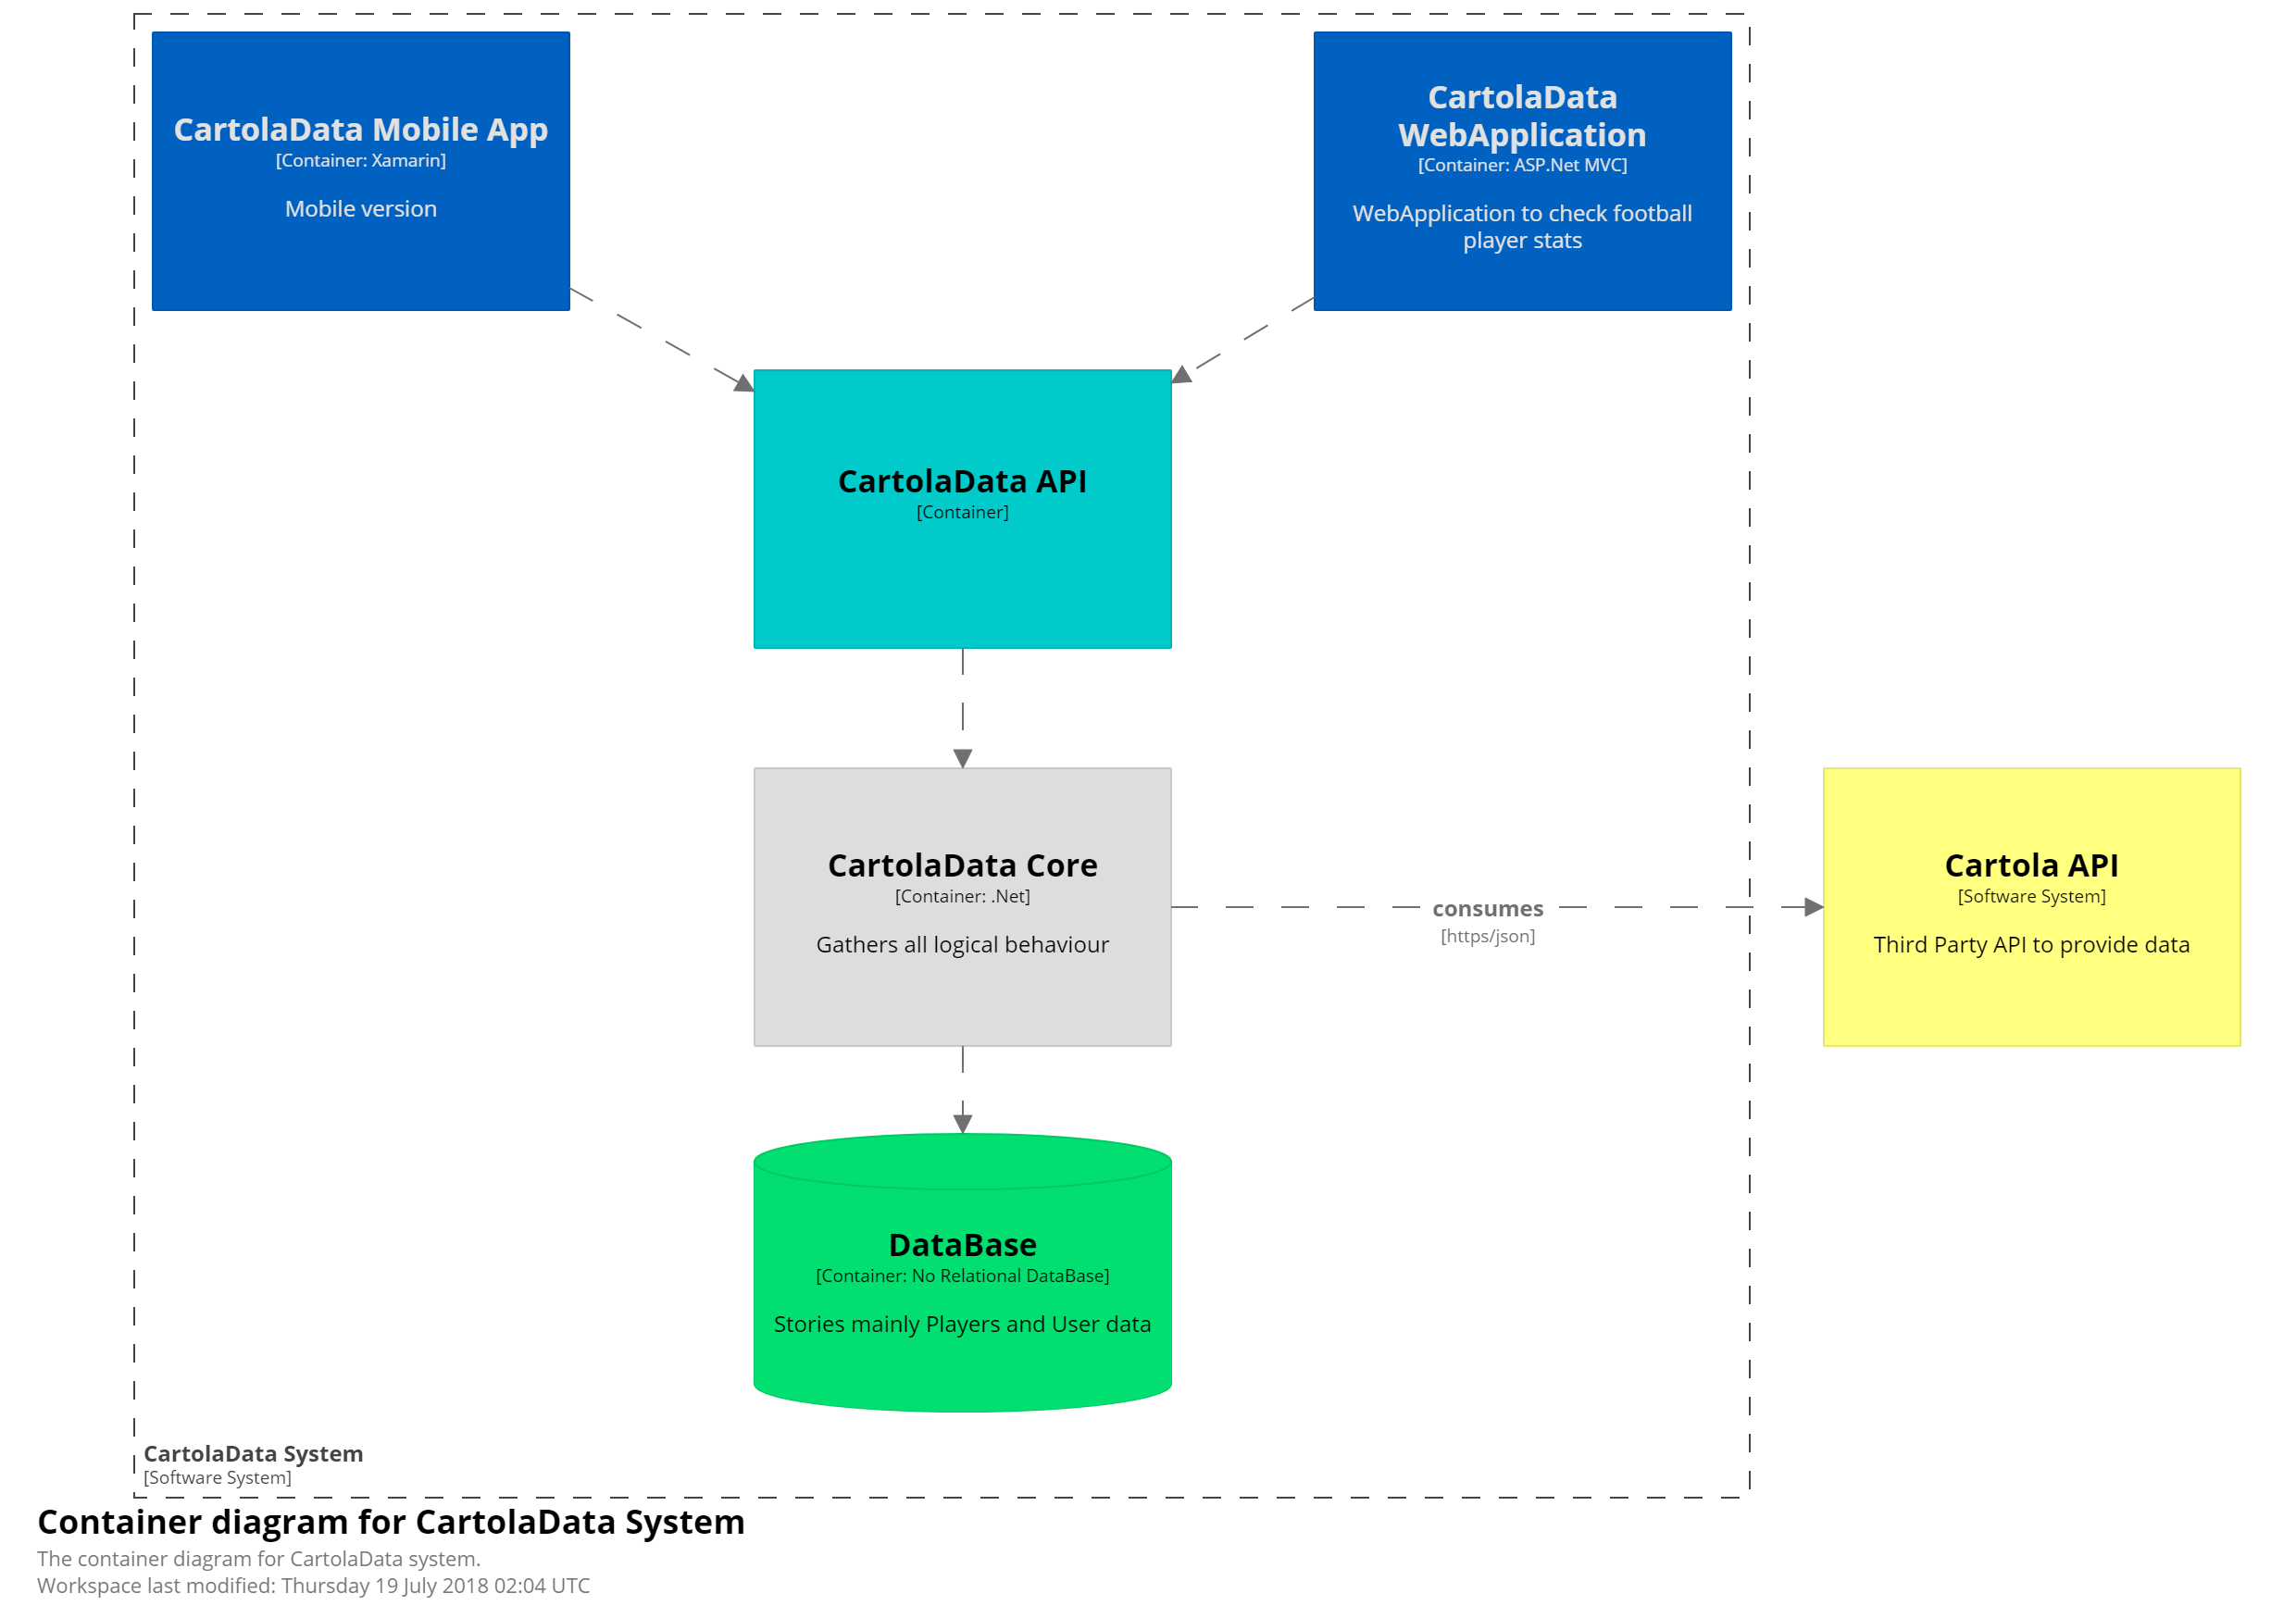 CartolaData Mobile App
[Container: Xamarin]
Mobile version
CartolaData
WebApplication
[Container: ASP.Net MVC]
WebApplication to check football
player stats
CartolaData API
[Container]
CartolaData Core
[Container: .Net]
Gathers all logical behaviour
consumes
[https/json]
Cartola API
[Software System]
Third Party API to provide data
DataBase
[Container: No Relational DataBase]
Stories mainly Players and User data
CartolaData System
[Software System]
Container diagram for CartolaData System
The container diagram for CartolaData system.
Workspace last modified: Thursday 19 July 2018 02:04 UTC